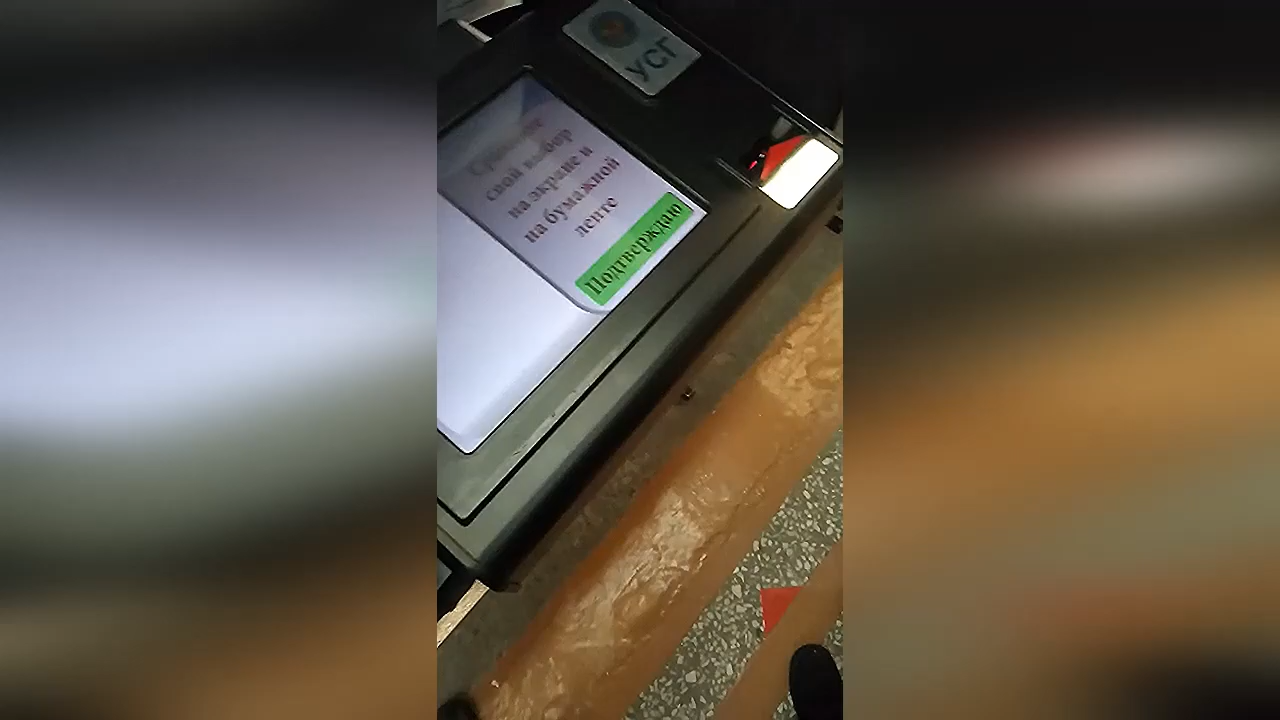 УСГ
свой выбор
на экране и
на бумажной
ленте
Подтверждаю